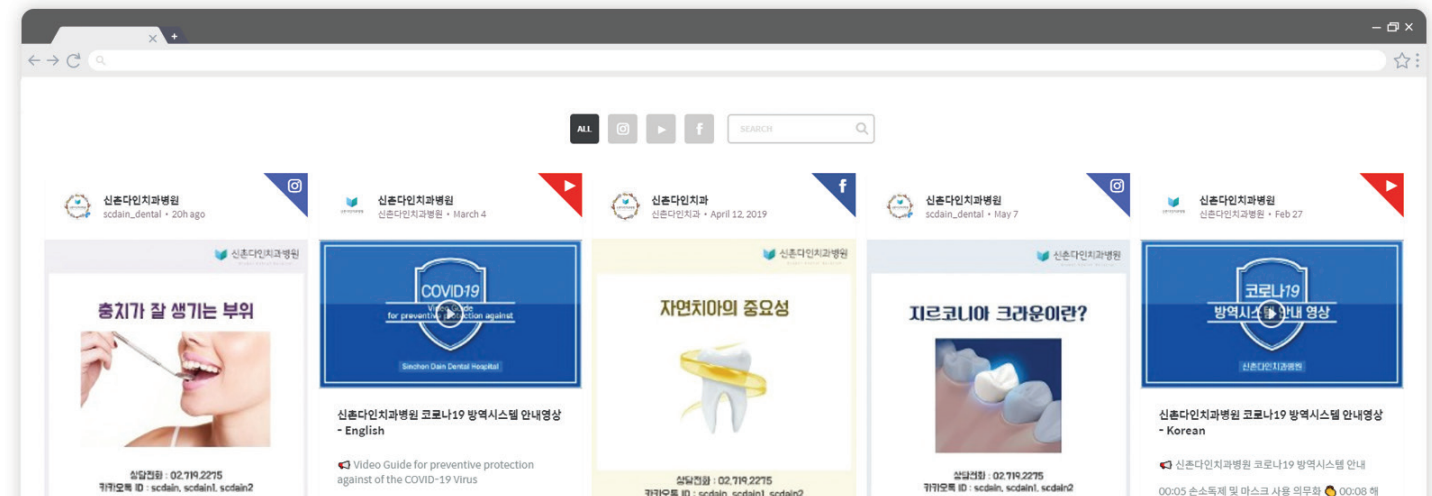 ALL
SEARCH
신촌다인치과병원
scdain_dental • 20h ago
신촌다인치과병원
충치가 잘 생기는 부위
상담전화 : 02.719.2275
카카오톡 ID : scdain, scdain1, scdain2
신촌다인치과병원
신촌다인치과병원 • March 4
COVID19
Video Guide
for preventive protection against
Sinchon Dain Dental Hospital
신촌다인치과병원 코로나19 방역시스템 안내영상
- English
Video Guide for preventive protection
against of the COVID-19 Virus
신촌다인치과
신촌다인치과 • April 12, 2019
신촌다인치과병원
자연치아의 중요성
상담전화 : 02.719.2275
카카오톡 ID : scdain, scdain1, scdain2
신촌다인치과병원
scdain_dental • May 7
신촌다인치과병원
지르코니아 크라운이란?
상담전화 : 02.719.2275
카카오톡 ID : scdain, scdain1, scdain2
신촌다인치과병원
신촌다인치과병원 • Feb 27
코로나19
방역시스템 안내 영상
신촌다인치과병원
신촌다인치과병원 코로나19 방역시스템 안내영상
- Korean
신촌다인치과병원 코로나19 방역시스템 안내
00:05 손소독제 및 마스크 사용 의무화 00:08 해